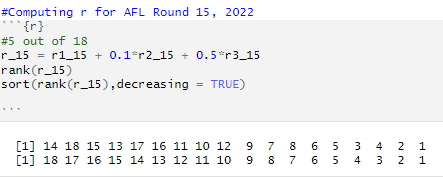 #Computing r for AFL Round 15, 2022
```{r}
#5 out of 18
r_15 = r1_15 + 0.1*r2_15 + 0.5*r3_15
rank(r_15)
sort(rank(r_15),decreasing = TRUE)
```
[1] 14 18 15 13 17 16 11 10 12  9  7  8  6  5  3  4  2  1
[1] 18 17 16 15 14 13 12 11 10  9  8  7  6  5  4  3  2  1